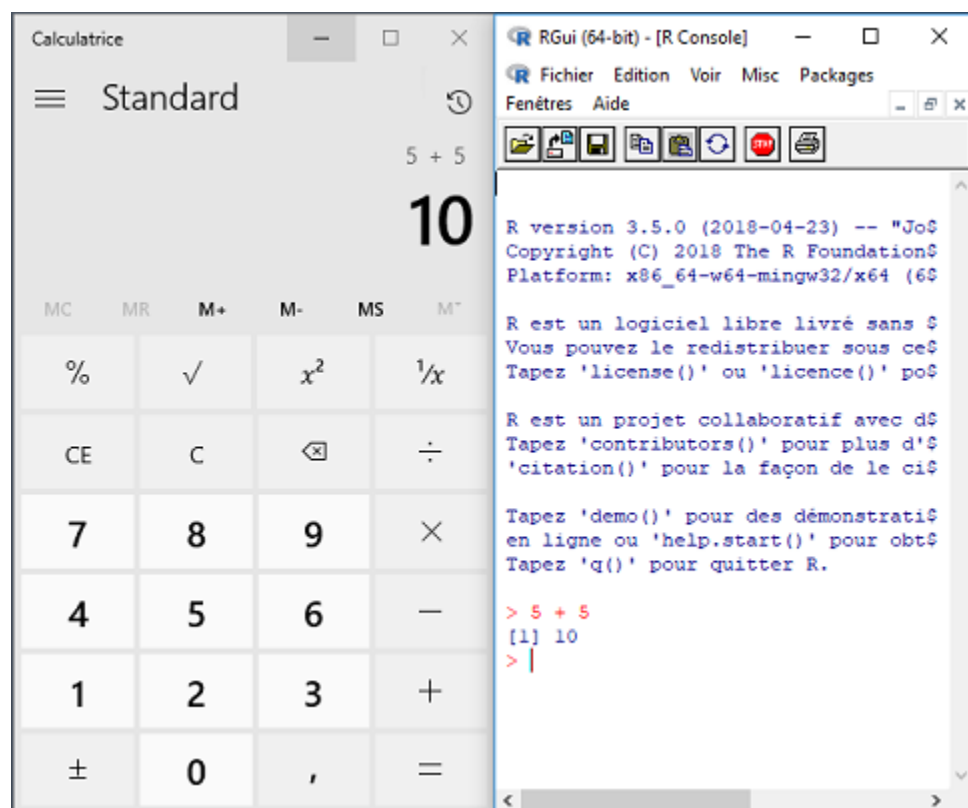 Calculatrice
Standard
5 + 5
10
MC MR M+ M- MS M˅
% √ x² ¹/x
CE C ÷
7 8 9 ×
4 5 6 −
1 2 3 +
± 0 , =
RGui (64-bit) - [R Console]
Fichier Edition Voir Misc Packages
Fenêtres Aide
STOP
R version 3.5.0 (2018-04-23) -- "Jo$
Copyright (C) 2018 The R Foundation$
Platform: x86_64-w64-mingw32/x64 (6$
R est un logiciel libre livré sans $
Vous pouvez le redistribuer sous ce$
Tapez 'license()' ou 'licence()' po$
R est un projet collaboratif avec d$
Tapez 'contributors()' pour plus d'$
'citation()' pour la façon de le ci$
Tapez 'demo()' pour des démonstrati$
en ligne ou 'help.start()' pour obt$
Tapez 'q()' pour quitter R.
> 5 + 5
[1] 10
>